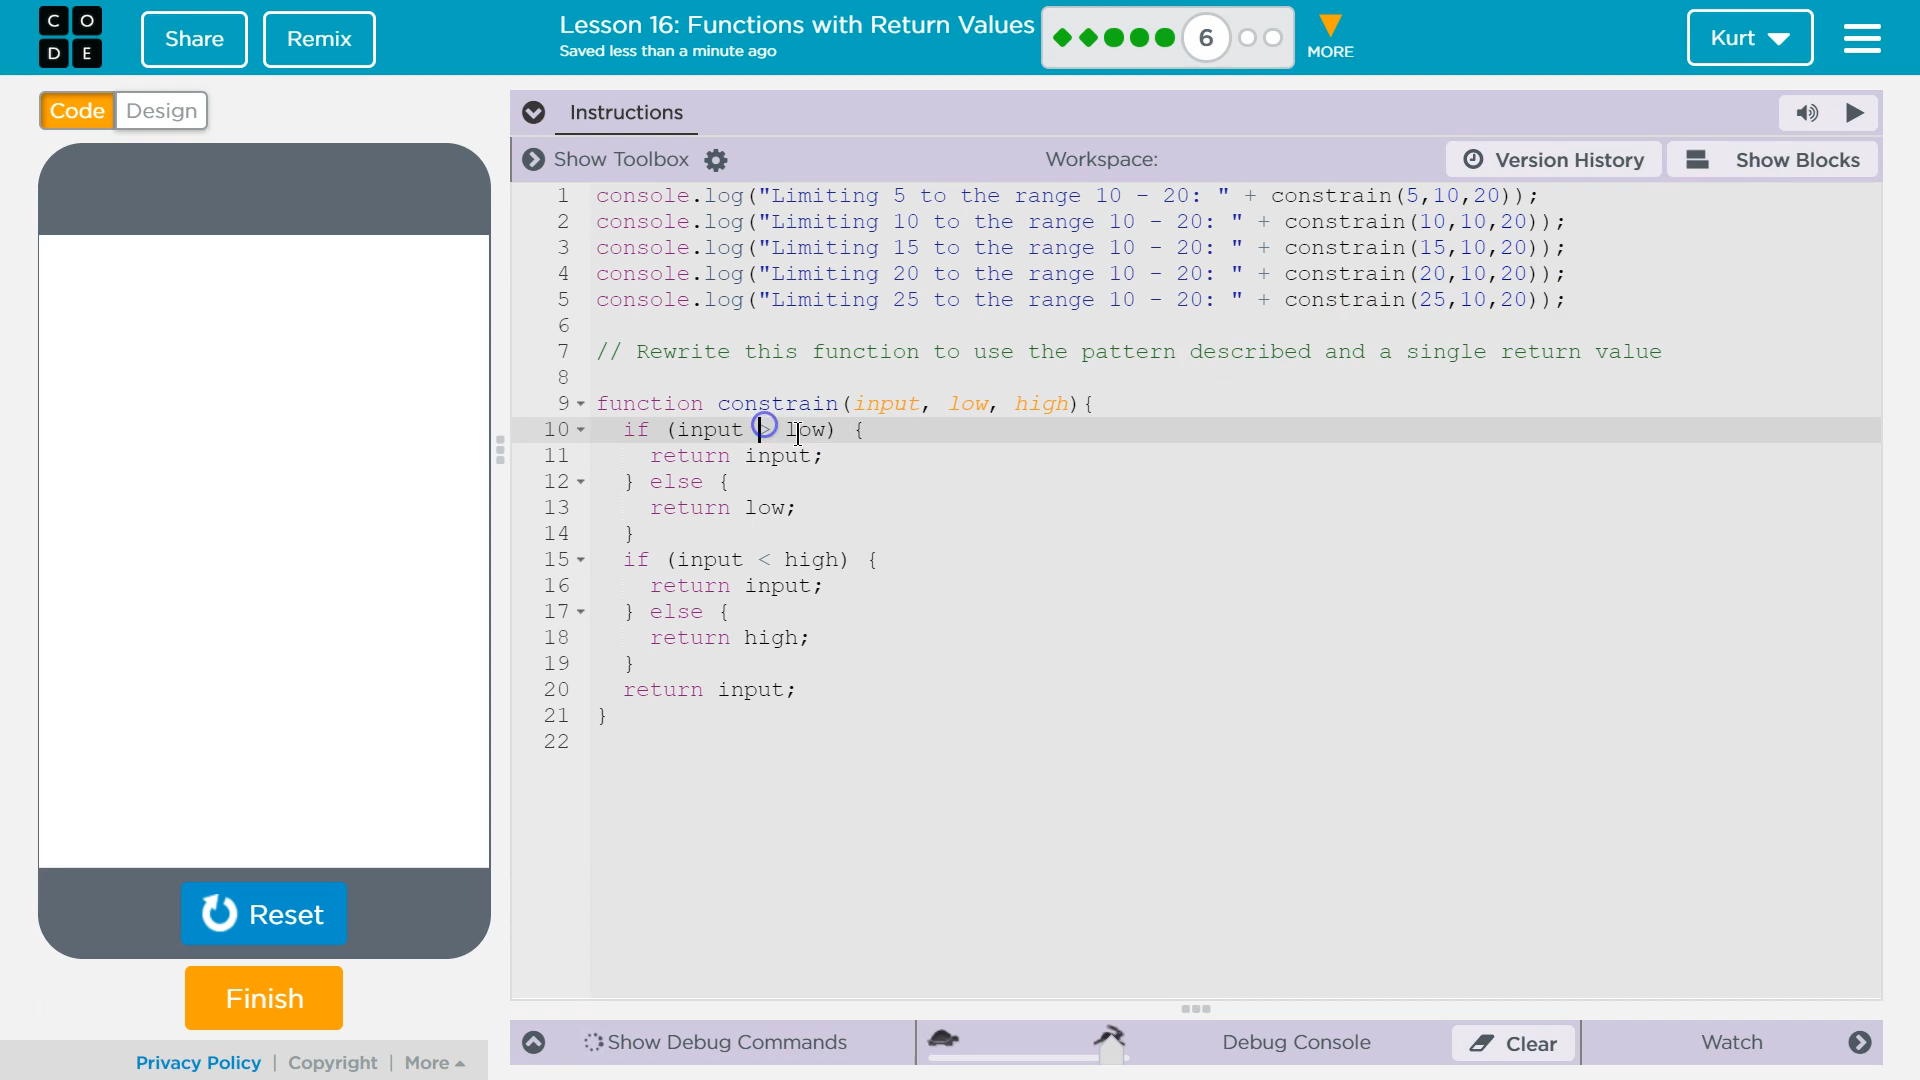 CODE
Share
Remix
Lesson 16: Functions with Return Values
Saved less than a minute ago
6
MORE
Kurt
Code
Design
Instructions
Show Toolbox
Workspace:
Version History
Show Blocks
1 console.log("Limiting 5 to the range 10 - 20: " + constrain(5,10,20));
2 console.log("Limiting 10 to the range 10 - 20: " + constrain(10,10,20));
3 console.log("Limiting 15 to the range 10 - 20: " + constrain(15,10,20));
4 console.log("Limiting 20 to the range 10 - 20: " + constrain(20,10,20));
5 console.log("Limiting 25 to the range 10 - 20: " + constrain(25,10,20));
6
7 // Rewrite this function to use the pattern described and a single return value
8
9 function constrain(input, low, high){
10 if (input > low) {
11 return input;
12 } else {
13 return low;
14 }
15 if (input < high) {
16 return input;
17 } else {
18 return high;
19 }
20 return input;
21 }
22
Reset
Finish
Privacy Policy | Copyright | More
Show Debug Commands
Debug Console
Clear
Watch